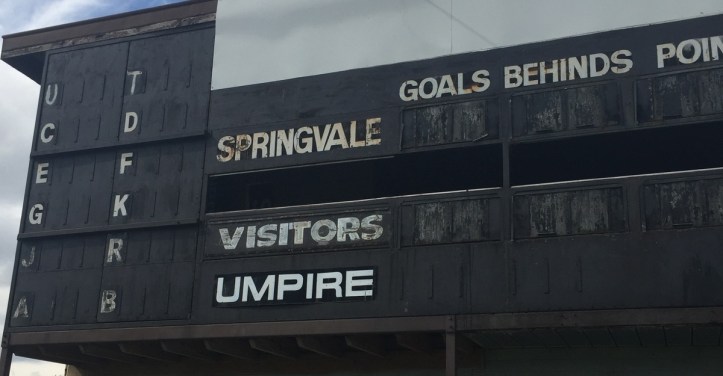 GOALS BEHINDS POIN
SPRINGVALE
VISITORS
UMPIRE
U T
C D
E F
G K
J R
A B